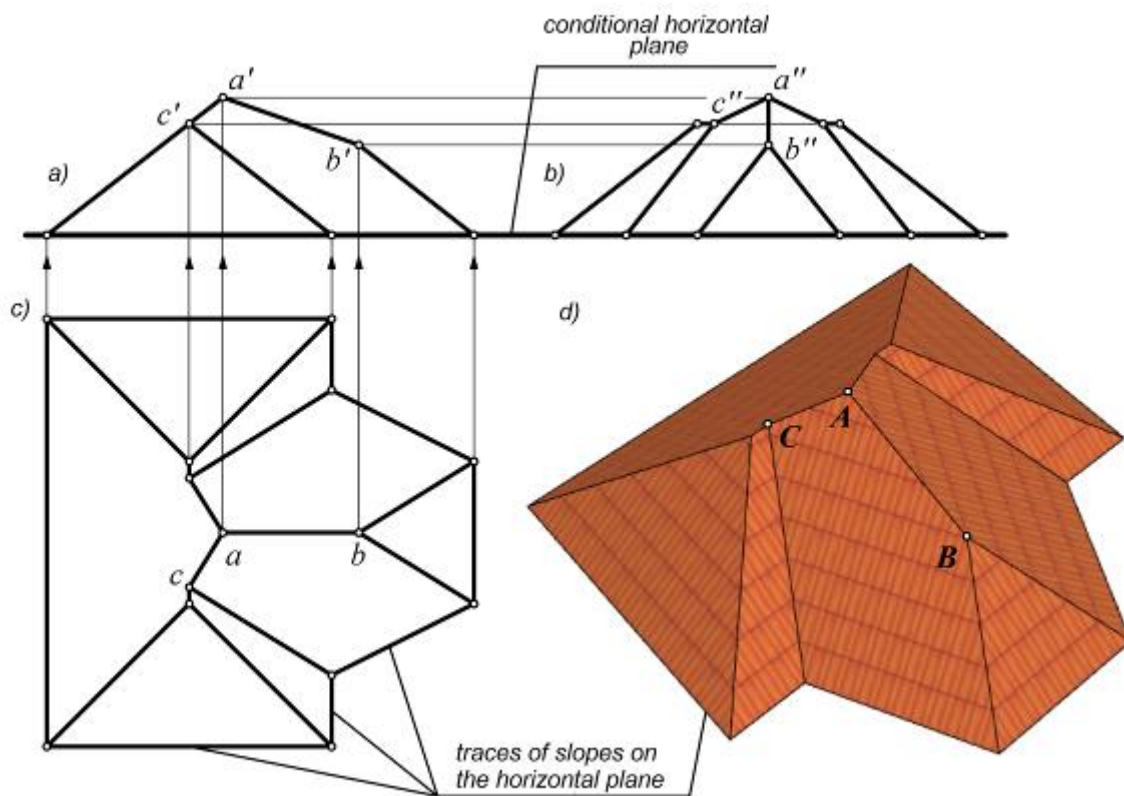 conditional horizontal
plane
a' a"
c' c"
b' b"
a) b)
c) d)
A
C
a b B
c
traces of slopes on
the horizontal plane